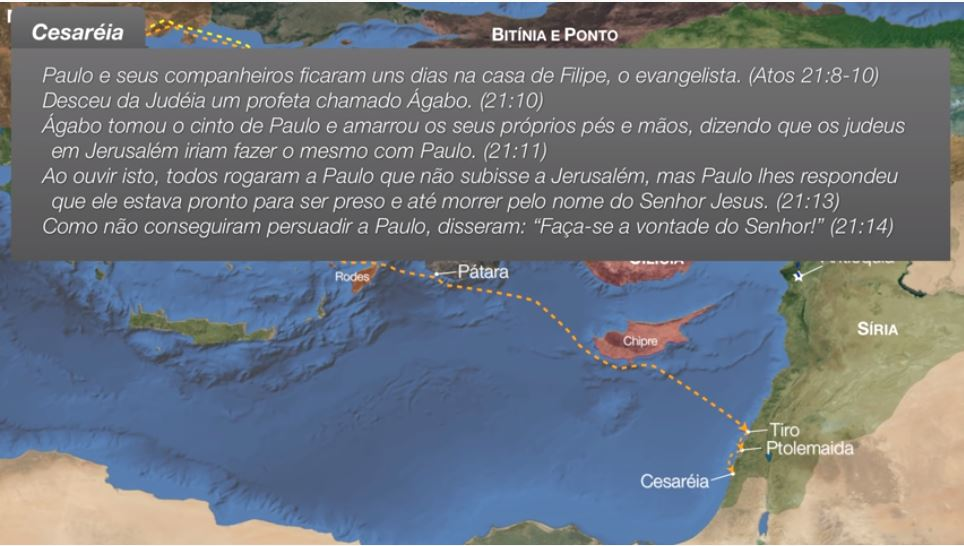 Cesaréia
BITÍNIA E PONTO
Paulo e seus companheiros ficaram uns dias na casa de Filipe, o evangelista. (Atos 21:8-10)
Desceu da Judéia um profeta chamado Ágabo. (21:10)
Ágabo tomou o cinto de Paulo e amarrou os seus próprios pés e mãos, dizendo que os judeus
em Jerusalém iriam fazer o mesmo com Paulo. (21:11)
Ao ouvir isto, todos rogaram a Paulo que não subisse a Jerusalém, mas Paulo lhes respondeu
que ele estava pronto para ser preso e até morrer pelo nome do Senhor Jesus. (21:13)
Como não conseguiram persuadir a Paulo, disseram: “Faça-se a vontade do Senhor!” (21:14)
Rodes
Pátara
SÍRIA
Chipre
Tiro
Ptolemaida
Cesaréia